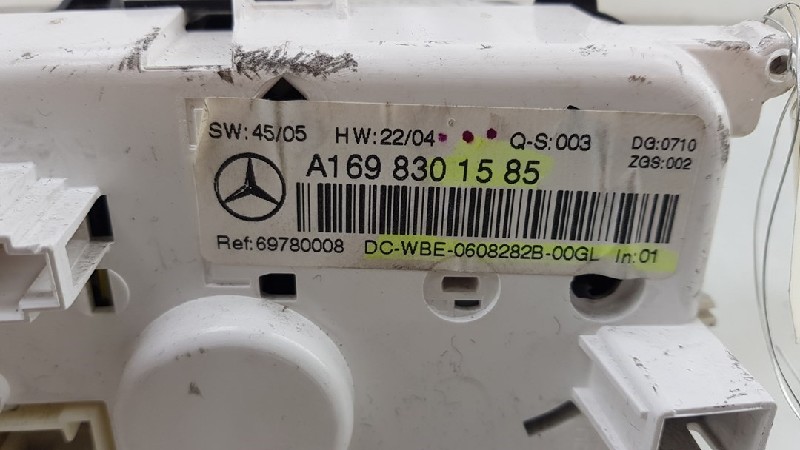 SW: 45/05 HW: 22/04 Q-S: 003 DG:0710
ZGS:002
A169 830 15 85
Ref: 69780008 DC-WBE-0608282B-00GL In: 01